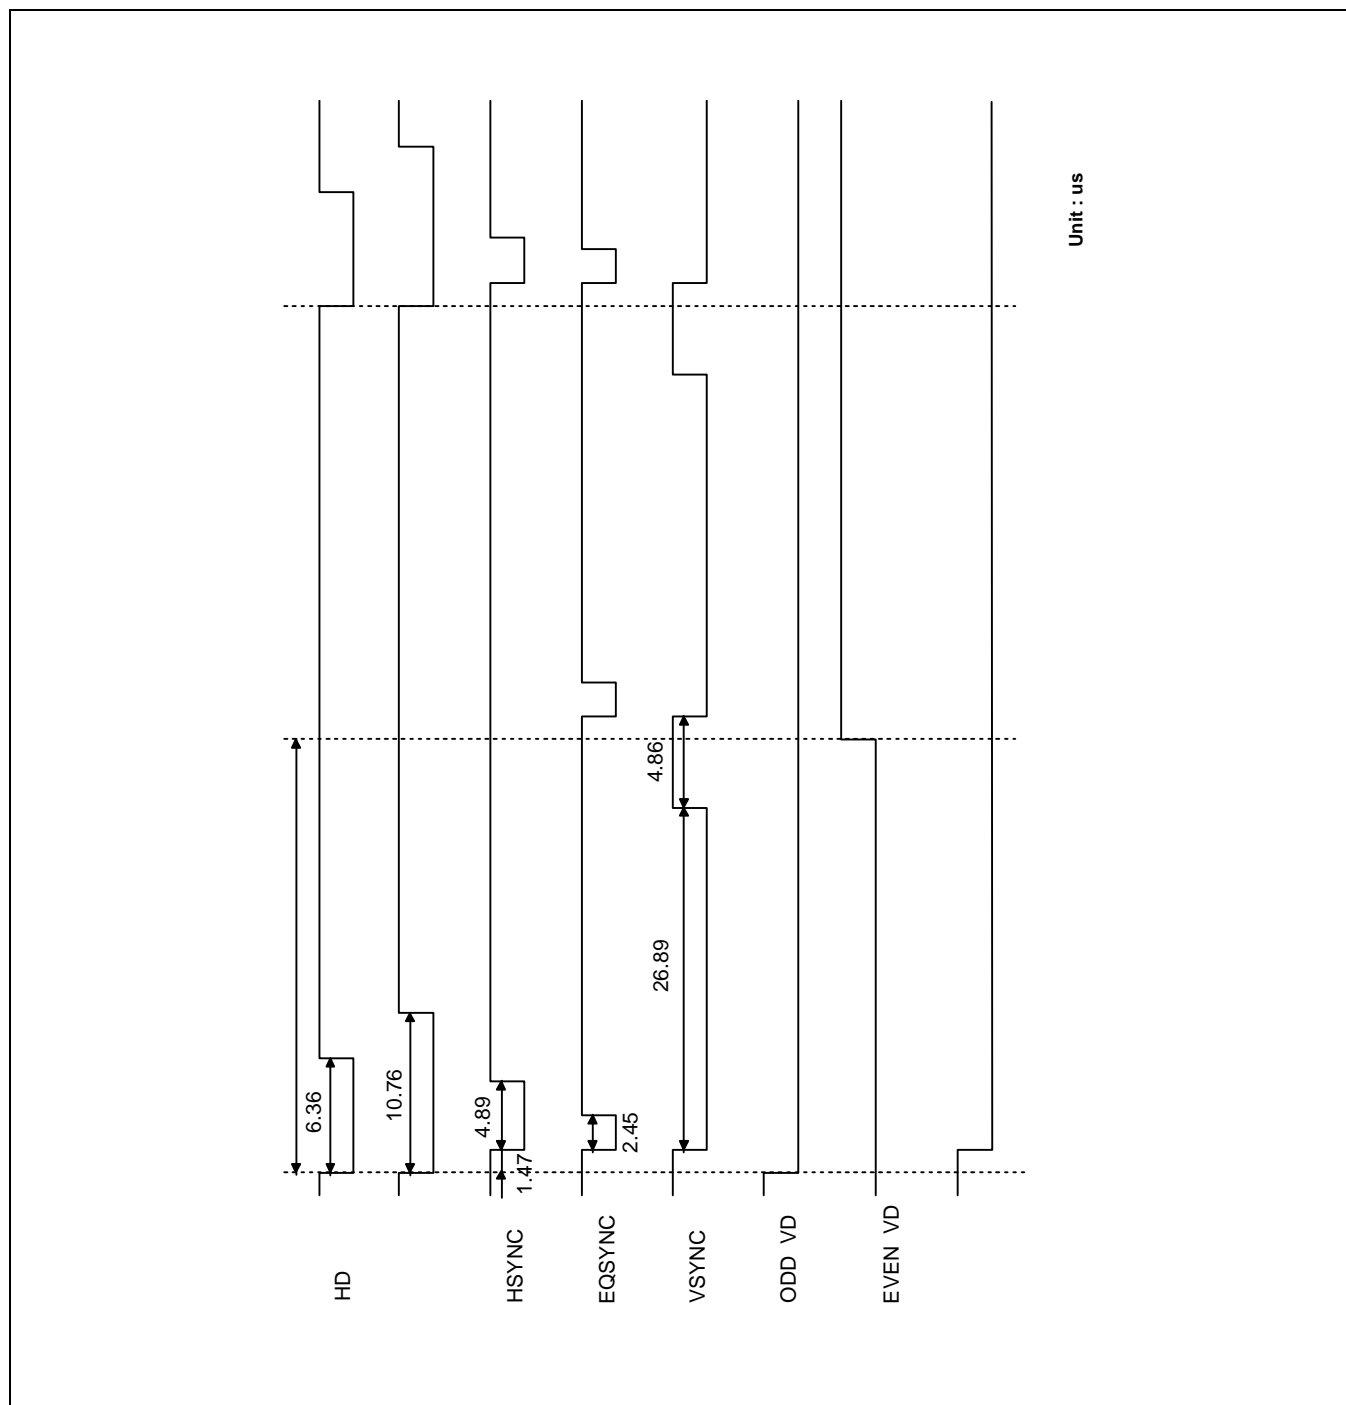 HD
6.36
10.76
HSYNC
1.47
4.89
EQSYNC
2.45
VSYNC
26.89
4.86
ODD VD
EVEN VD
Unit : us